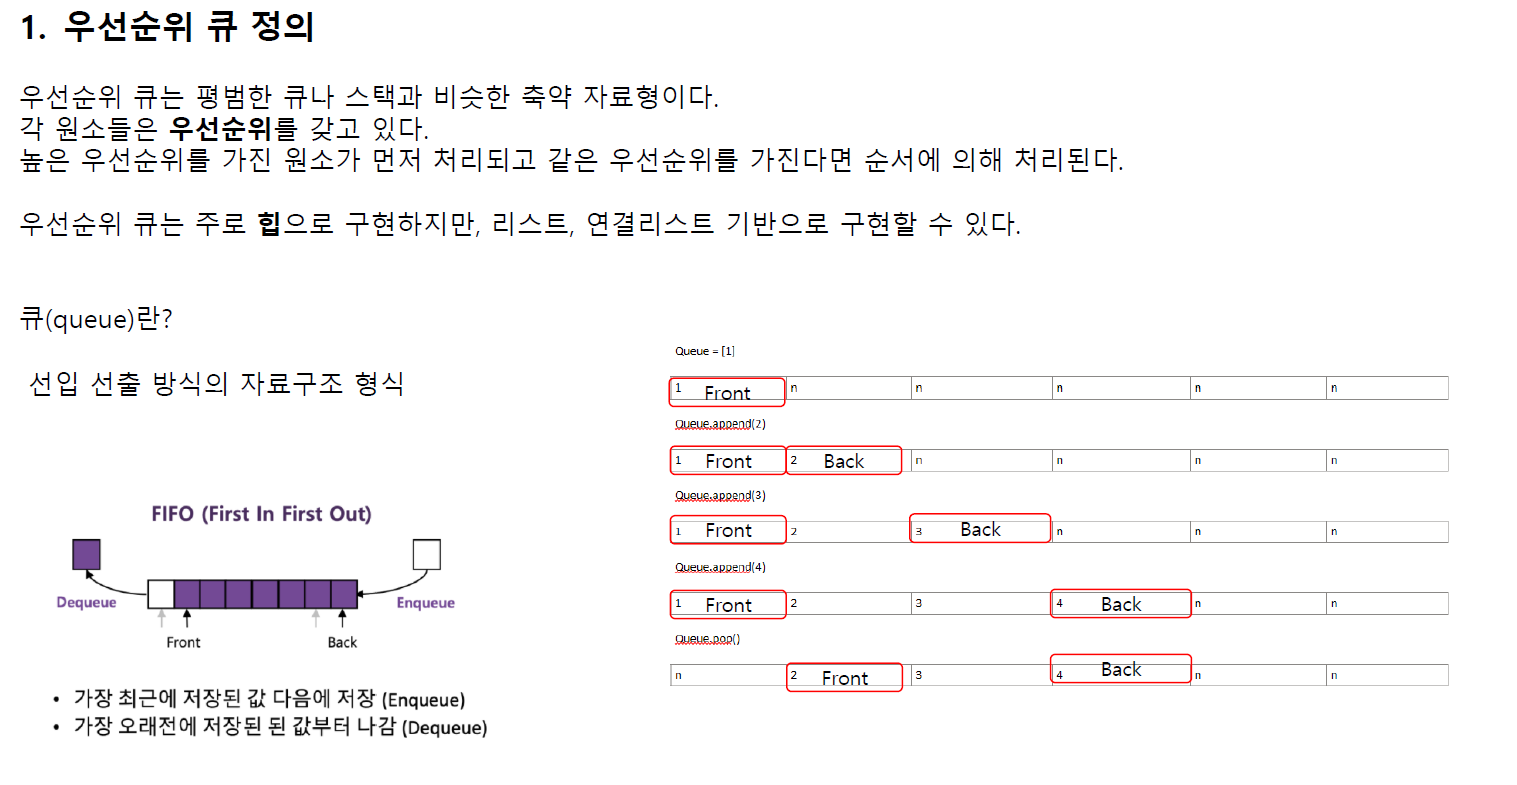 1. 우선순위 큐 정의
우선순위 큐는 평범한 큐나 스택과 비슷한 축약 자료형이다.
각 원소들은 우선순위를 갖고 있다.
높은 우선순위를 가진 원소가 먼저 처리되고 같은 우선순위를 가진다면 순서에 의해 처리된다.
우선순위 큐는 주로 힙으로 구현하지만, 리스트, 연결리스트 기반으로 구현할 수 있다.
큐(queue)란?
선입 선출 방식의 자료구조 형식
FIFO (First In First Out)
Dequeue
Enqueue
Front
Back
• 가장 최근에 저장된 값 다음에 저장 (Enqueue)
• 가장 오래전에 저장된 된 값부터 나감 (Dequeue)
Queue = [1]
1 Front n n n n n
Queue.append(2)
1 Front 2 Back n n n n
Queue.append(3)
1 Front 2 3 Back n n n
Queue.append(4)
1 Front 2 3 4 Back n n
Queue.pop()
n 2 Front 3 4 Back n n